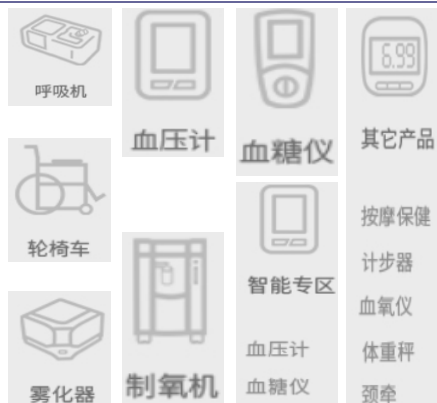 呼吸机
血压计
血糖仪
6.99
其它产品
轮椅车
雾化器
制氧机
智能专区
血压计
血糖仪
按摩保健
计步器
血氧仪
体重秤
颈牵